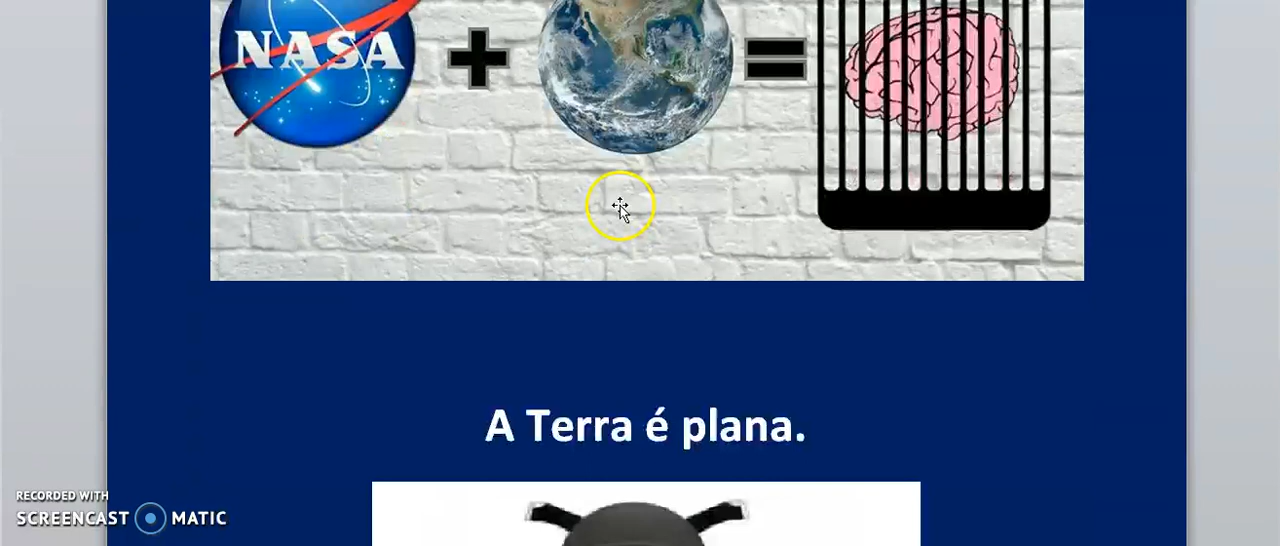 NASA
A Terra é plana.
RECORDED WITH
SCREENCAST MATIC